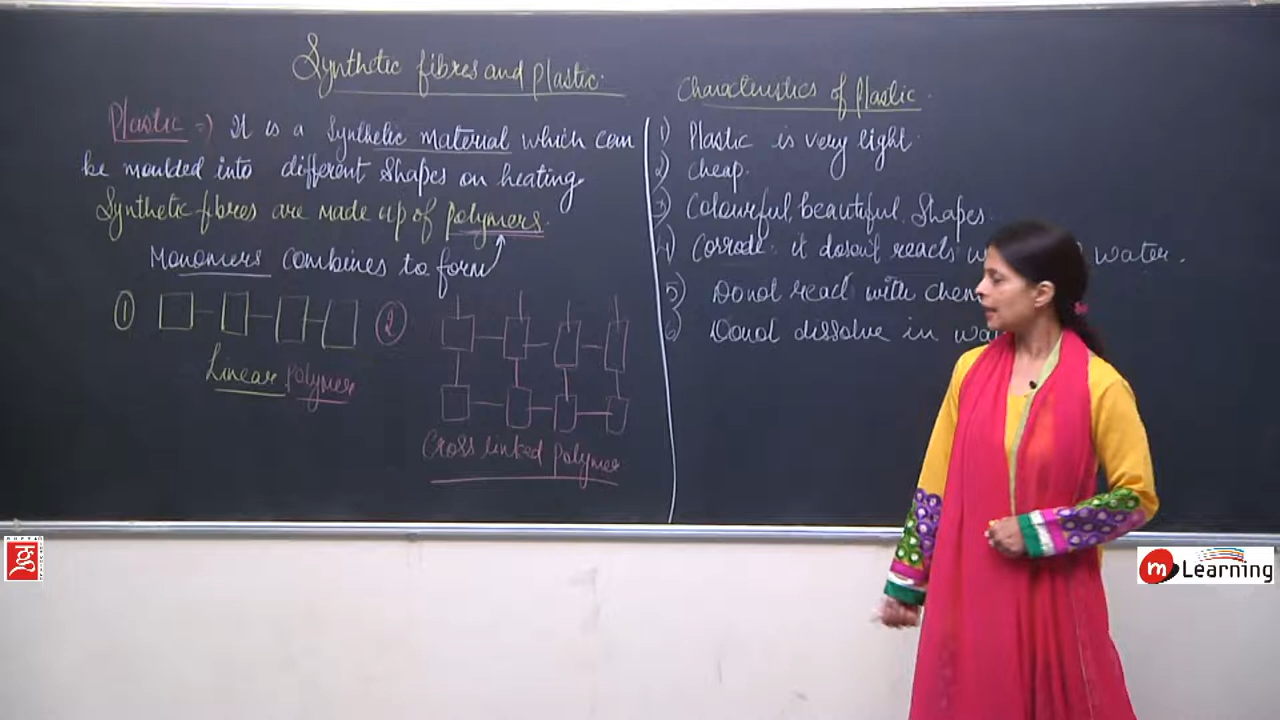 Synthetic fibres and plastic.
Plastic => It is a synthetic material which can
be moulded into different shapes on heating.
Synthetic fibres are made up of polymers.
Monomers combines to form
① ②
Linear polymer
Cross linked polymer
Characteristics of Plastic.
1) Plastic is very light.
2) Cheap.
3) Colourful, beautiful, shapes.
4) Corrode. it dosen't reacts water.
5) Donot react with chem
6) Donot dissolve in wa
m Learning